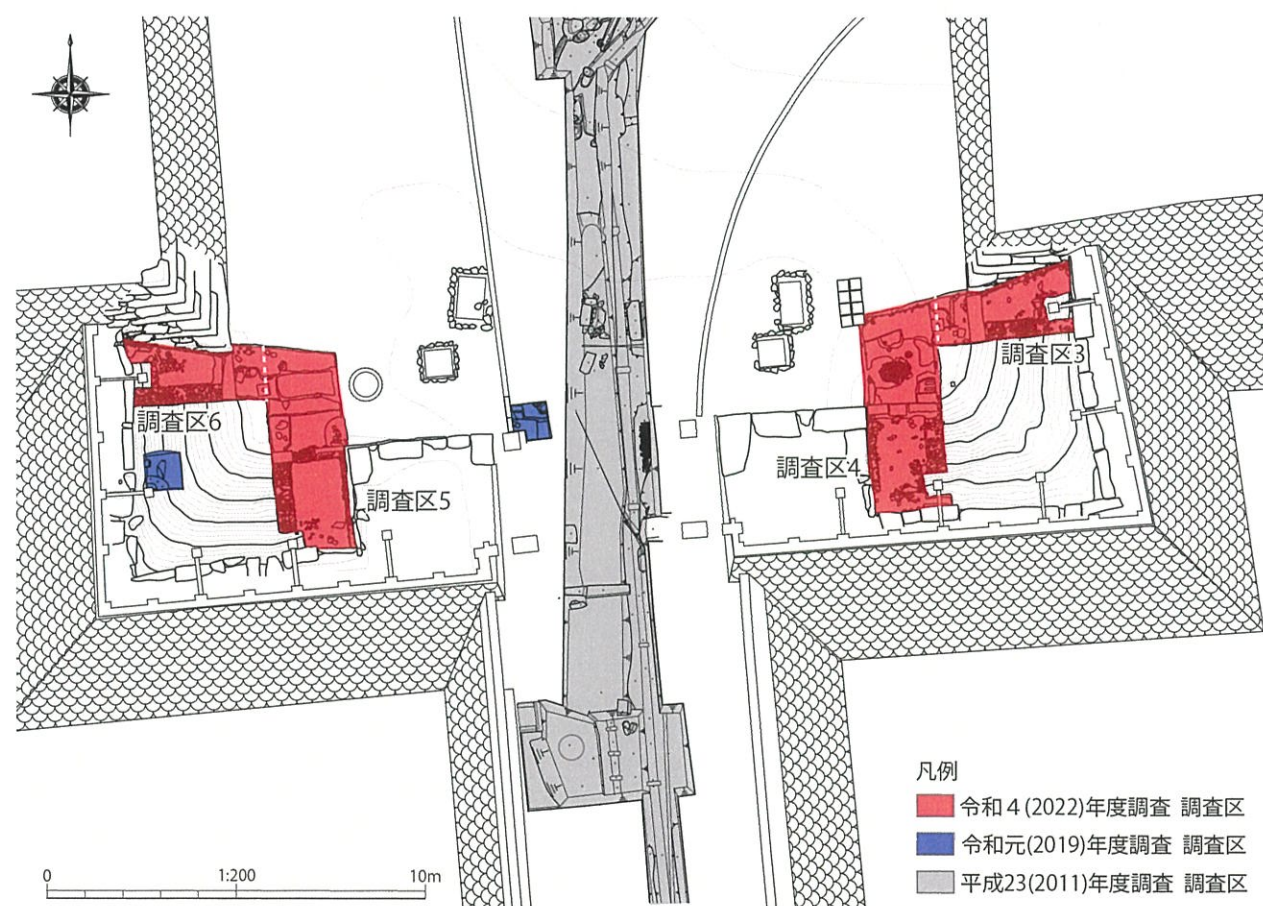 調査区3
調査区6
調査区4
調査区5
凡例
令和4(2022)年度調査 調査区
令和元(2019)年度調査 調査区
平成23(2011)年度調査 調査区
0 1:200 10m